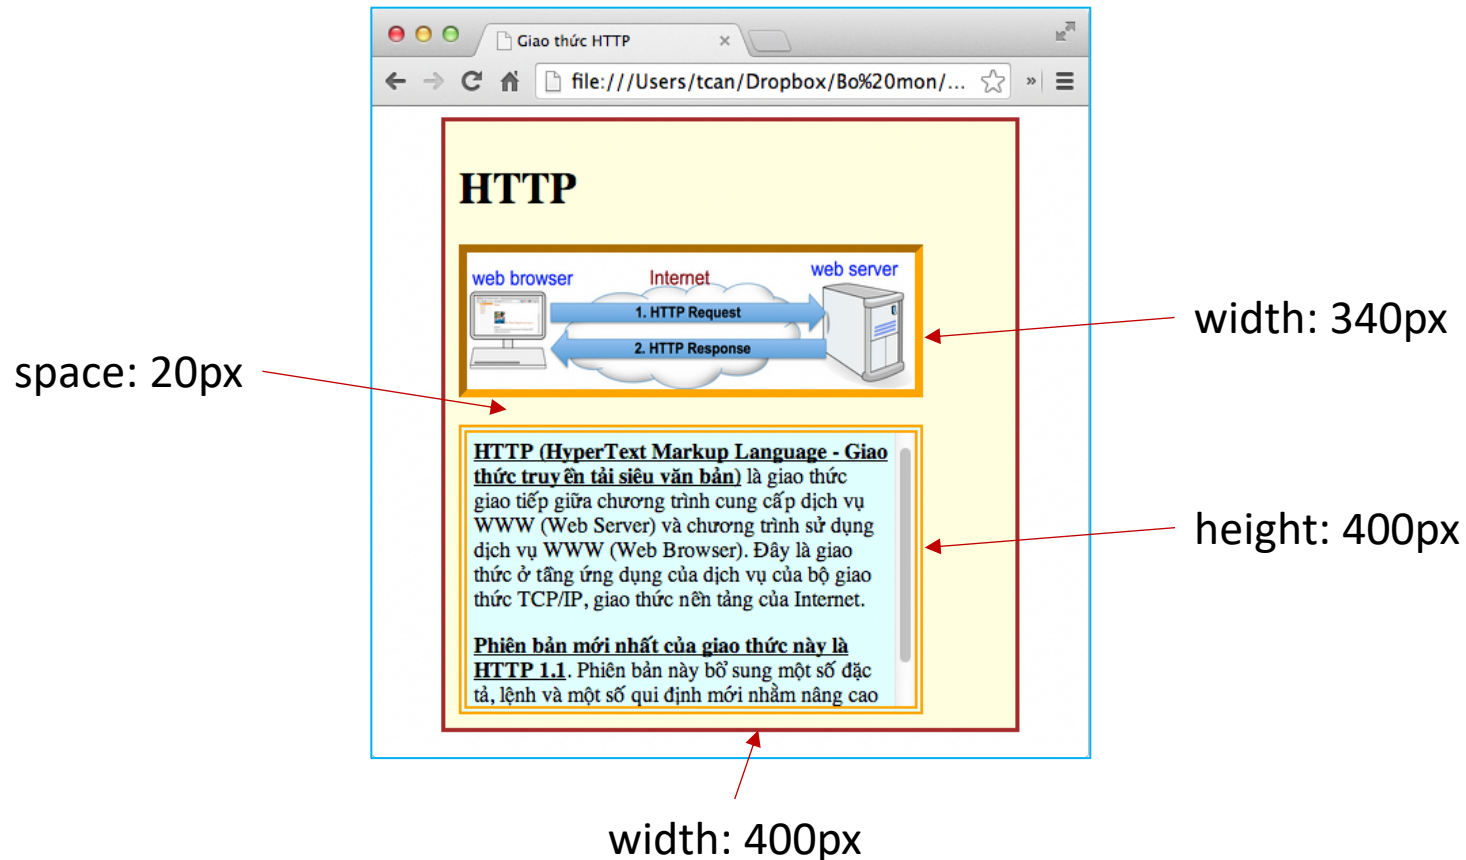 Giao thức HTTP
file:///Users/tcan/Dropbox/Bo%20mon/...
HTTP
web browser
Internet
web server
1. HTTP Request
2. HTTP Response
width: 340px
space: 20px
HTTP (HyperText Markup Language - Giao
thức truyền tải siêu văn bản) là giao thức
giao tiếp giữa chương trình cung cấp dịch vụ
WWW (Web Server) và chương trình sử dụng
dịch vụ WWW (Web Browser). Đây là giao
thức ở tầng ứng dụng của dịch vụ của bộ giao
thức TCP/IP, giao thức nền tảng của Internet.
height: 400px
Phiên bản mới nhất của giao thức này là
HTTP 1.1. Phiên bản này bổ sung một số đặc
tả, lệnh và một số qui định mới nhằm nâng cao
width: 400px